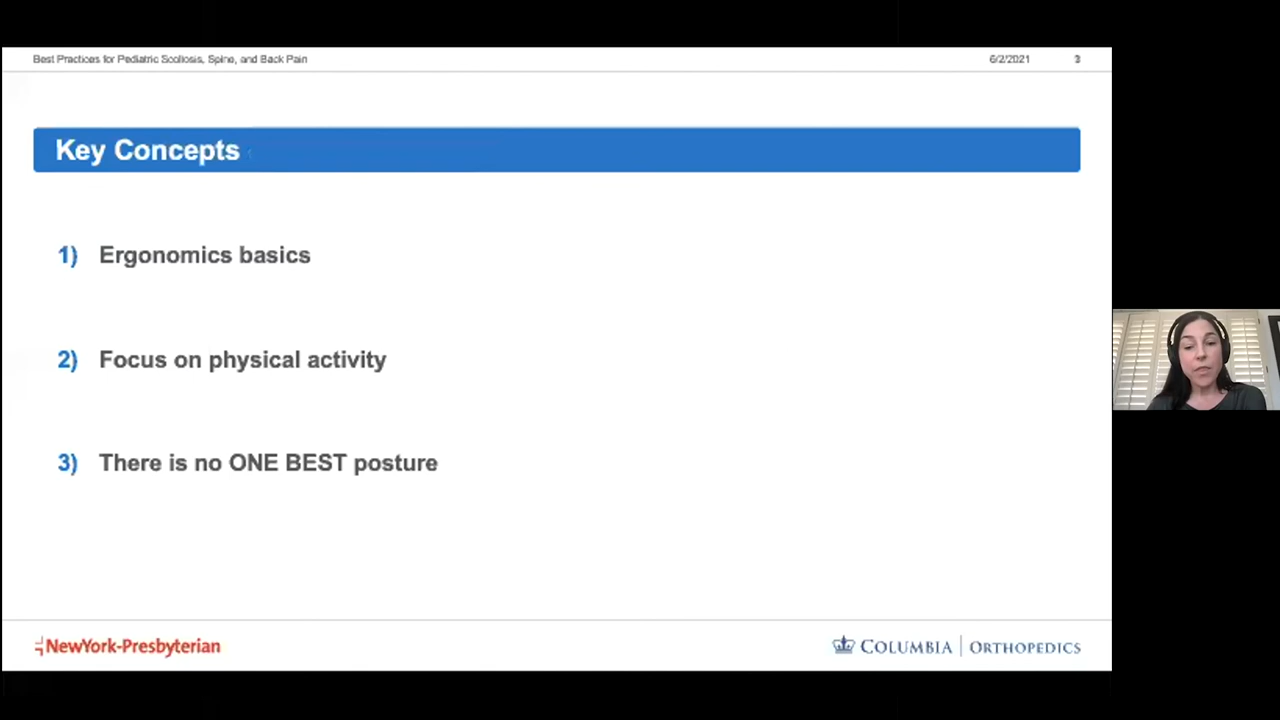 Best Practices for Pediatric Scoliosis, Spine, and Back Pain 6/2/2021 3
Key Concepts
1) Ergonomics basics
2) Focus on physical activity
3) There is no ONE BEST posture
NewYork-Presbyterian COLUMBIA | ORTHOPEDICS